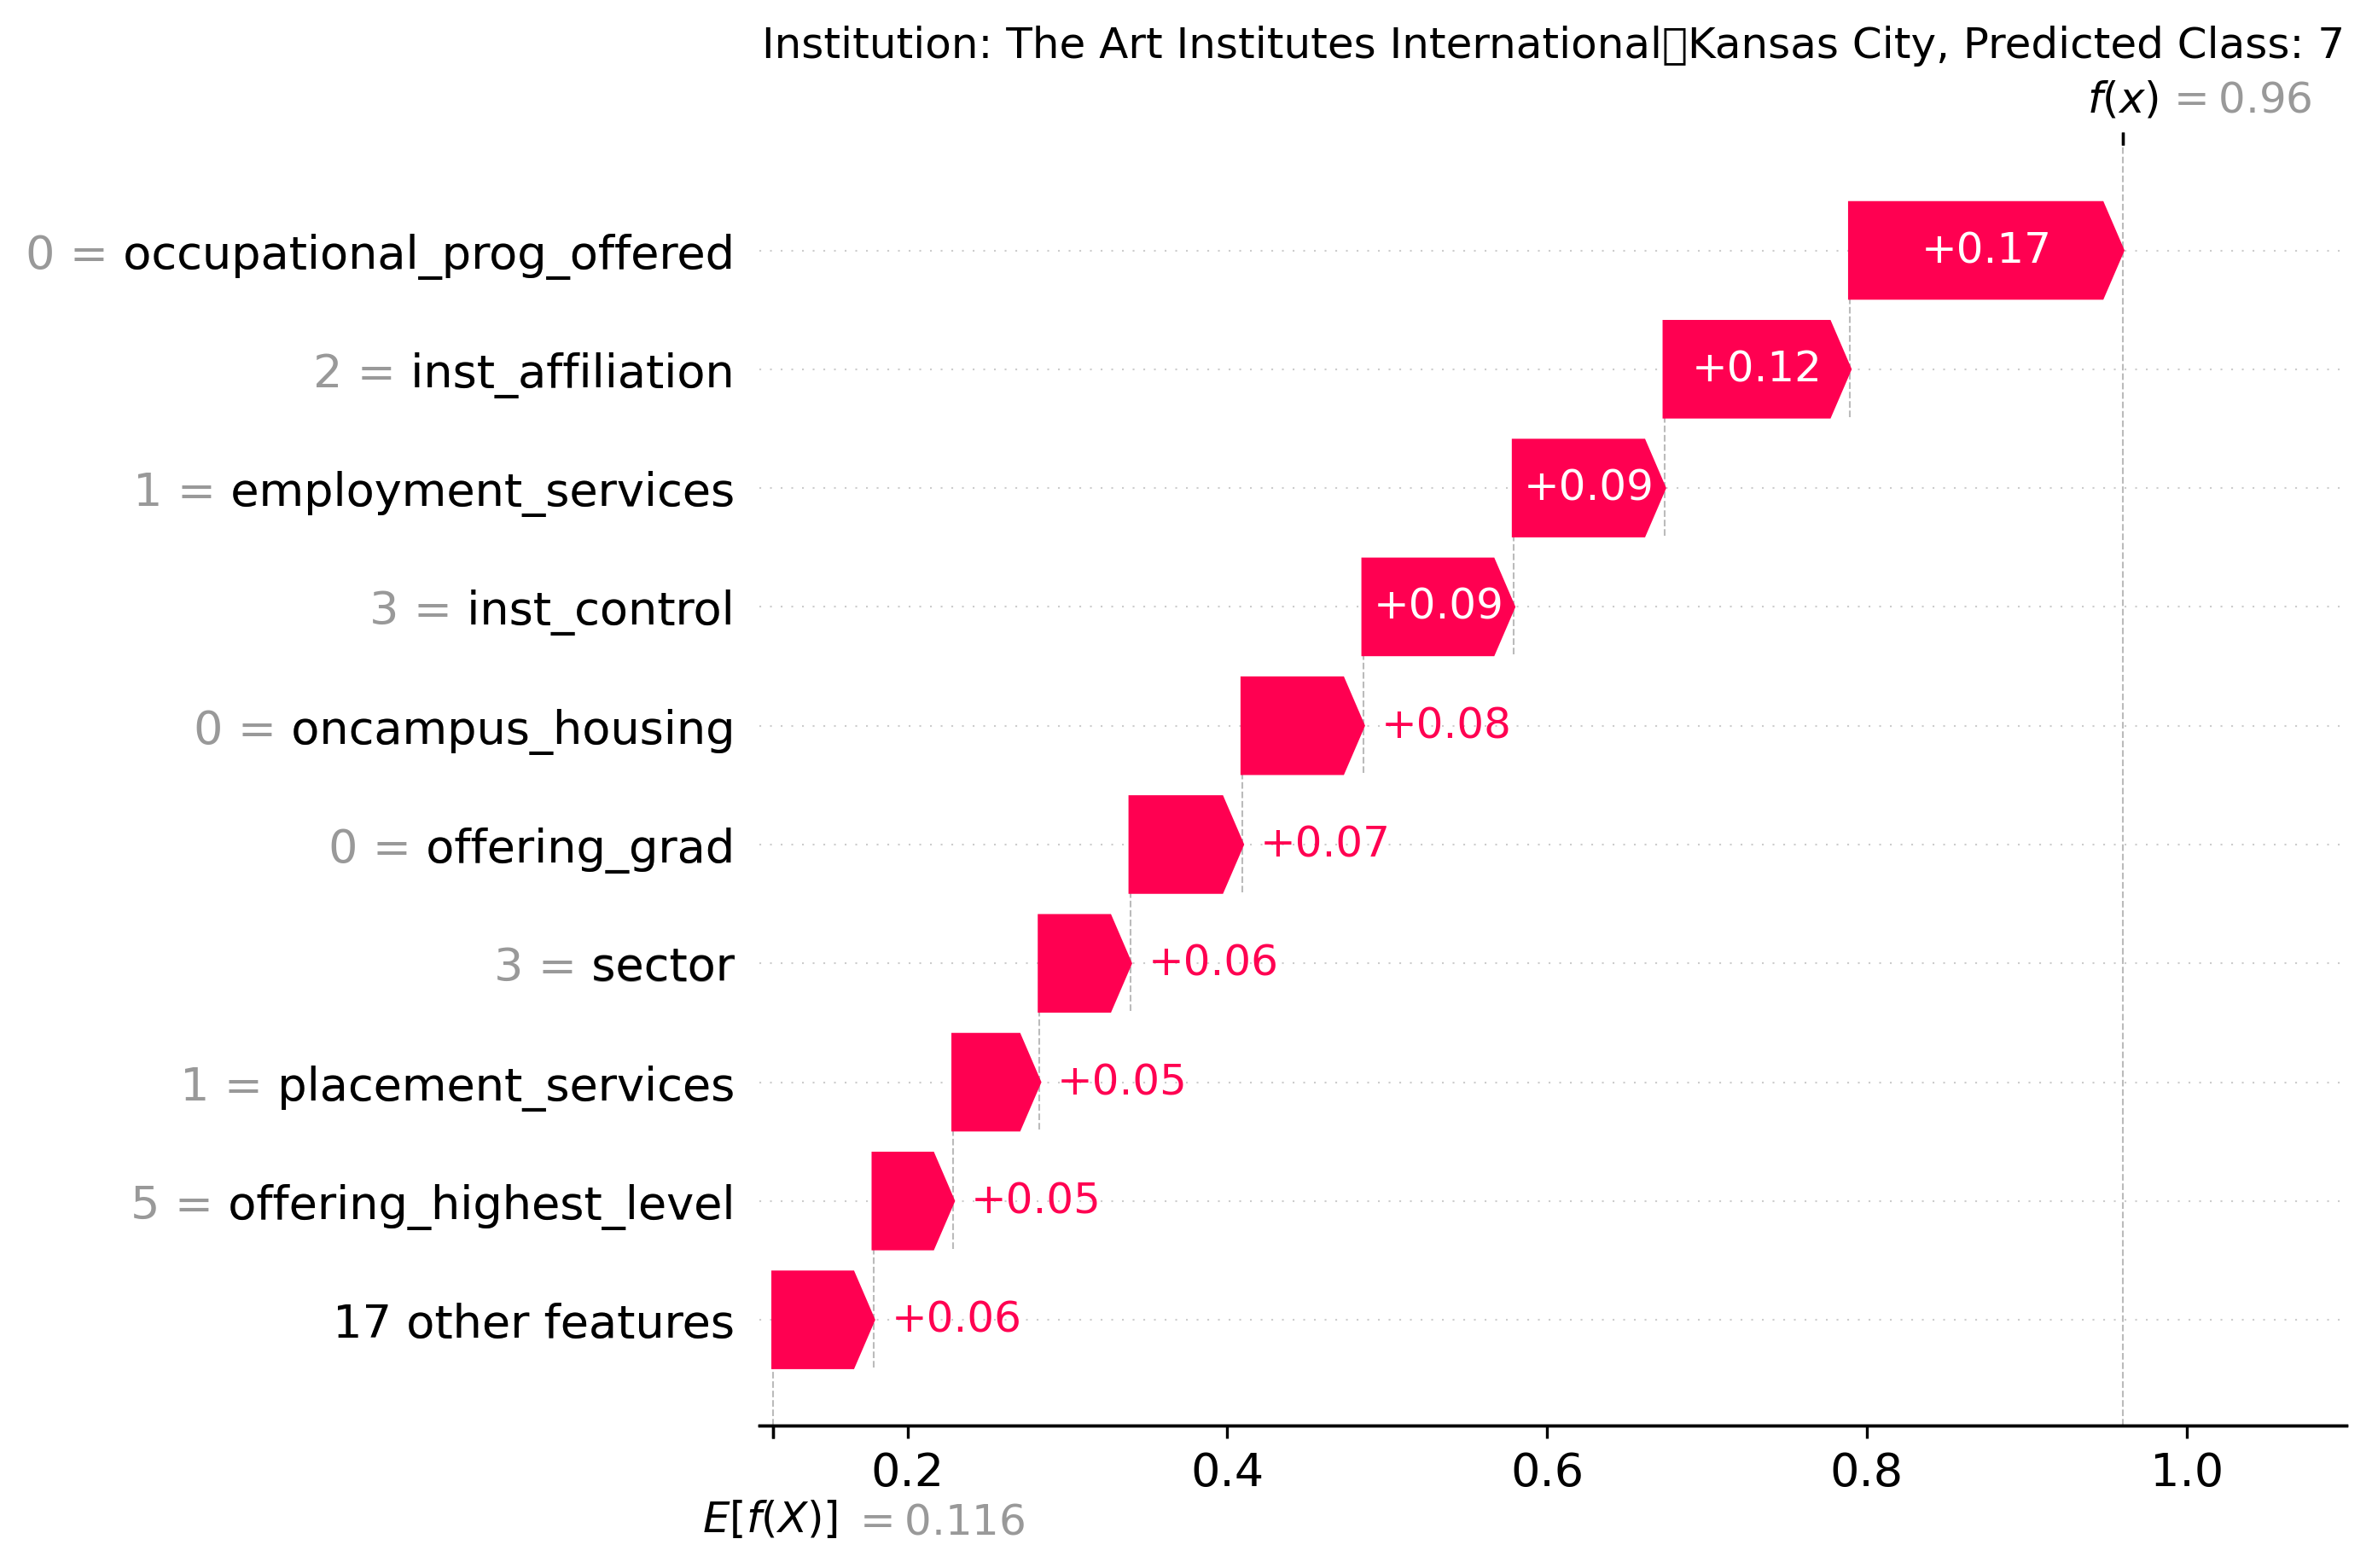 Institution: The Art Institutes International▯Kansas City, Predicted Class: 7
f(x) = 0.96
0 = occupational_prog_offered +0.17
2 = inst_affiliation +0.12
1 = employment_services +0.09
3 = inst_control +0.09
0 = oncampus_housing +0.08
0 = offering_grad +0.07
3 = sector +0.06
1 = placement_services +0.05
5 = offering_highest_level +0.05
17 other features +0.06
0.2 0.4 0.6 0.8 1.0
E[f(X)] = 0.116